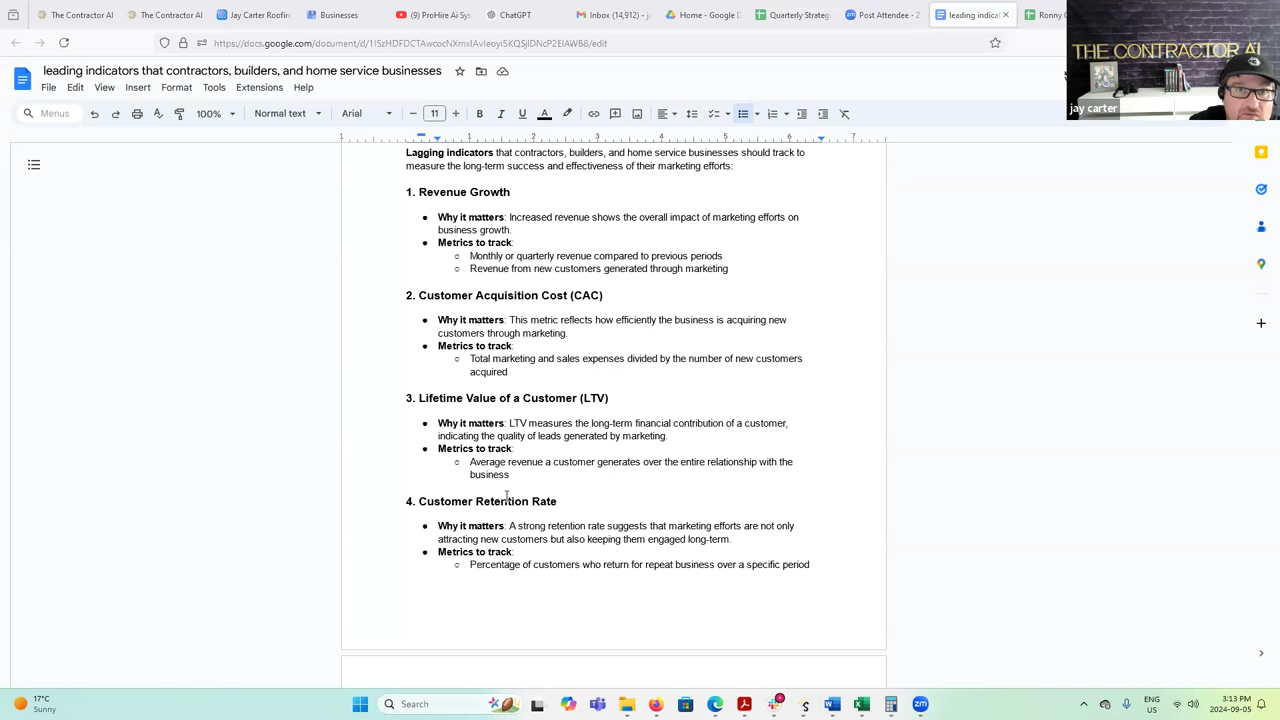 The Contractor AI
The Contractor AI
Jay Carter Roofin
Businesses
(9) ProHire AI S
ChatGPT
Inbox (14,912) - j
Home - Google D
Quarterly Strateg
Post Attendee
leading indicat
Ronny
leading indicators that contractors, builders, and home service businesses
File Edit View Insert Format Tools Extensions Help
Menus
100%
Normal text
Arial
11
THE CONTRACTOR AI
jay carter
1 1 2 3 4 5 6
Lagging indicators that contractors, builders, and home service businesses should track to
measure the long-term success and effectiveness of their marketing efforts:
1. Revenue Growth
● Why it matters: Increased revenue shows the overall impact of marketing efforts on
business growth.
● Metrics to track:
○ Monthly or quarterly revenue compared to previous periods
○ Revenue from new customers generated through marketing
2. Customer Acquisition Cost (CAC)
● Why it matters: This metric reflects how efficiently the business is acquiring new
customers through marketing.
● Metrics to track:
○ Total marketing and sales expenses divided by the number of new customers
acquired
3. Lifetime Value of a Customer (LTV)
● Why it matters: LTV measures the long-term financial contribution of a customer,
indicating the quality of leads generated by marketing.
● Metrics to track:
○ Average revenue a customer generates over the entire relationship with the
business
4. Customer Retention Rate
● Why it matters: A strong retention rate suggests that marketing efforts are not only
attracting new customers but also keeping them engaged long-term.
● Metrics to track:
○ Percentage of customers who return for repeat business over a specific period
17°C
Sunny
Search
ENG
US
3:13 PM
2024-09-05